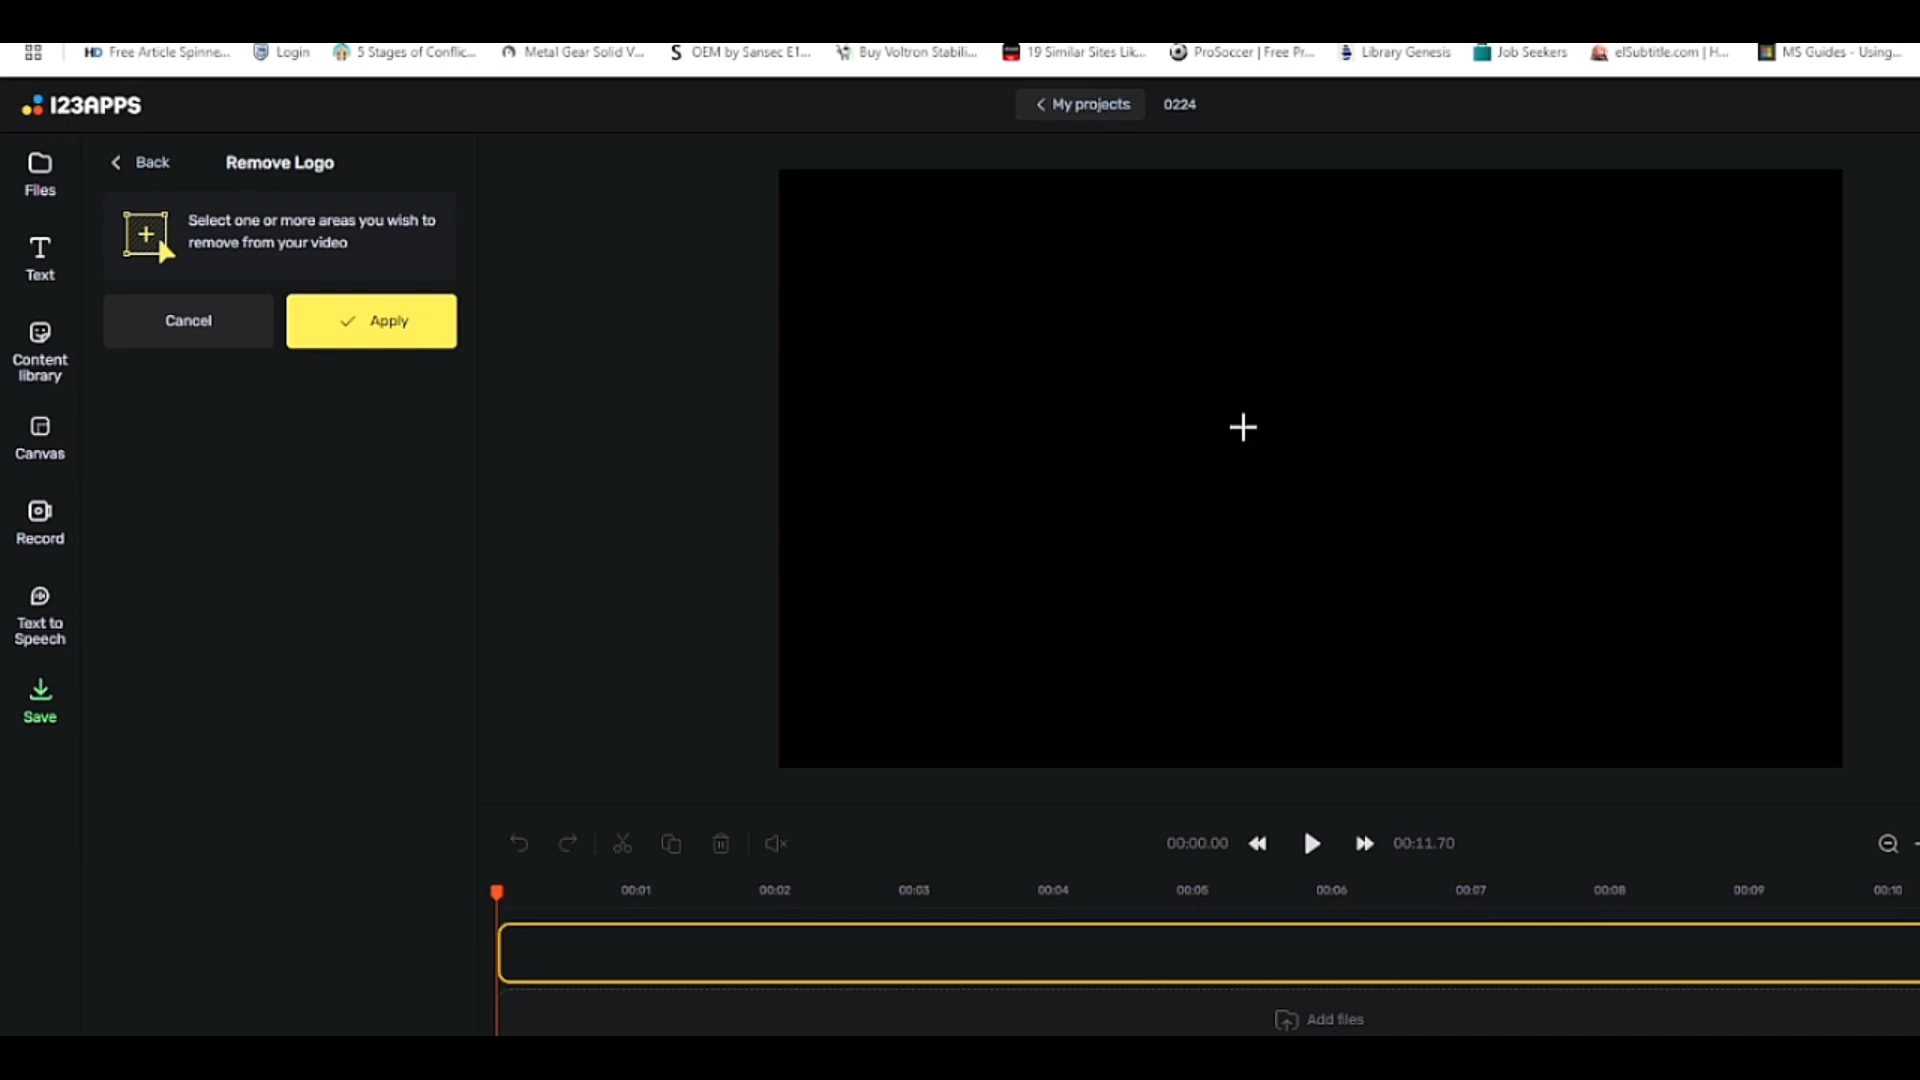 HD Free Article Spinne... Login 5 Stages of Conflic... Metal Gear Solid V... S OEM by Sansec E1... Buy Voltron Stabili... 19 Similar Sites Lik... ProSoccer | Free Pr... Library Genesis Job Seekers elSubtitle.com | H... MS Guides - Using...
123APPS
My projects 0224
Back Remove Logo
Select one or more areas you wish to
remove from your video
Cancel Apply
Files
Text
Content
library
Canvas
Record
Text to
Speech
Save
00:00.00 00:11.70
00:01 00:02 00:03 00:04 00:05 00:06 00:07 00:08 00:09 00:10
Add files